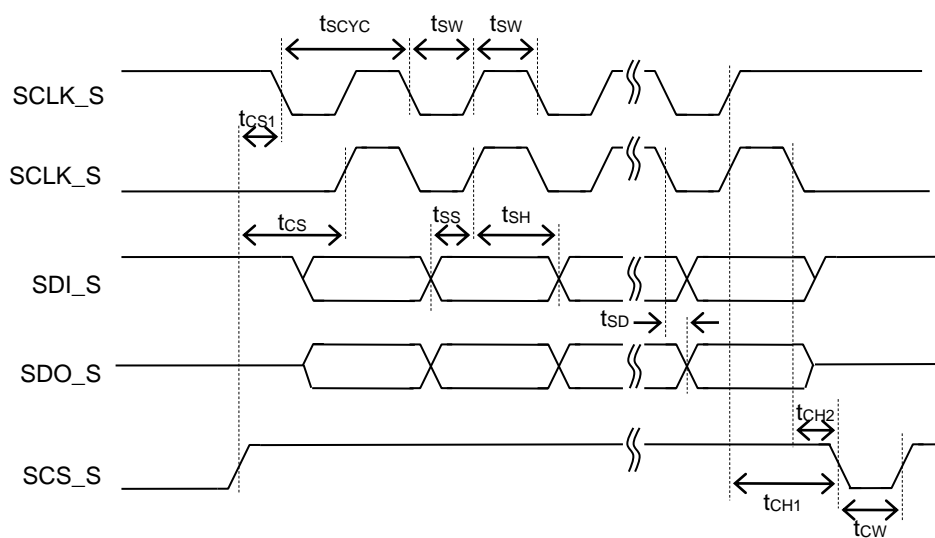 tSCYC tSW tSW
SCLK_S
tCS1
SCLK_S
tCS tSS tSH
SDI_S
tSD
SDO_S
tCH2
SCS_S
tCH1
tCW